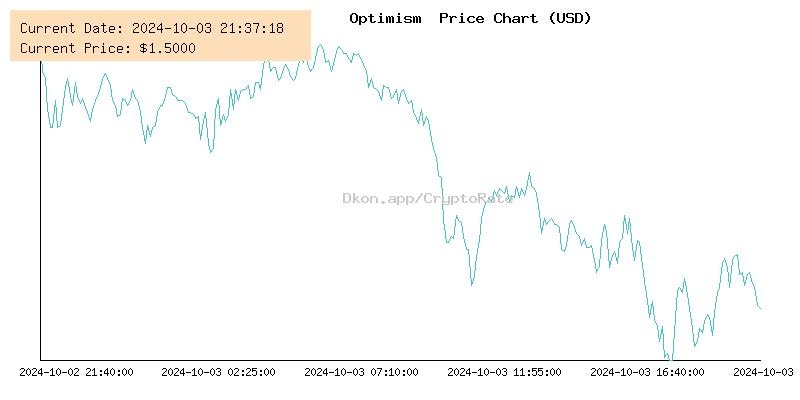 Optimism Price Chart (USD)
Current Date: 2024-10-03 21:37:18
Current Price: $1.5000
Dkon.app/CryptoRate
2024-10-02 21:40:00 2024-10-03 02:25:00 2024-10-03 07:10:00 2024-10-03 11:55:00 2024-10-03 16:40:00 2024-10-03